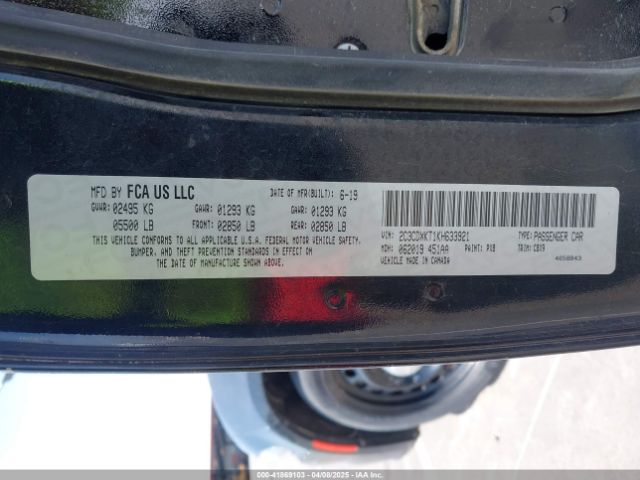 MFD BY FCA US LLC DATE OF MFR(BUILT): 6-19
GVWR: 02495 KG GAWR: 01293 KG GAWR: 01293 KG
05500 LB FRONT: 02850 LB REAR: 02850 LB
THIS VEHICLE CONFORMS TO ALL APPLICABLE U.S.A. FEDERAL MOTOR VEHICLE SAFETY,
BUMPER, AND THEFT PREVENTION STANDARDS IN EFFECT ON
THE DATE OF MANUFACTURE SHOWN ABOVE.
VIN: 2C3CDXKT1KH633921 TYPE: PASSENGER CAR
MDH: 062019 451AA PAINT: PX8 TRIM: CBX9
VEHICLE MADE IN CANADA 4658843
000-41869103 - 04/08/2025 - IAA, Inc.